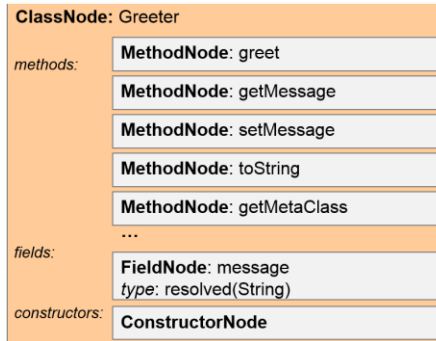 ClassNode: Greeter
methods:
MethodNode: greet
MethodNode: getMessage
MethodNode: setMessage
MethodNode: toString
MethodNode: getMetaClass
...
fields:
FieldNode: message
type: resolved(String)
constructors:
ConstructorNode